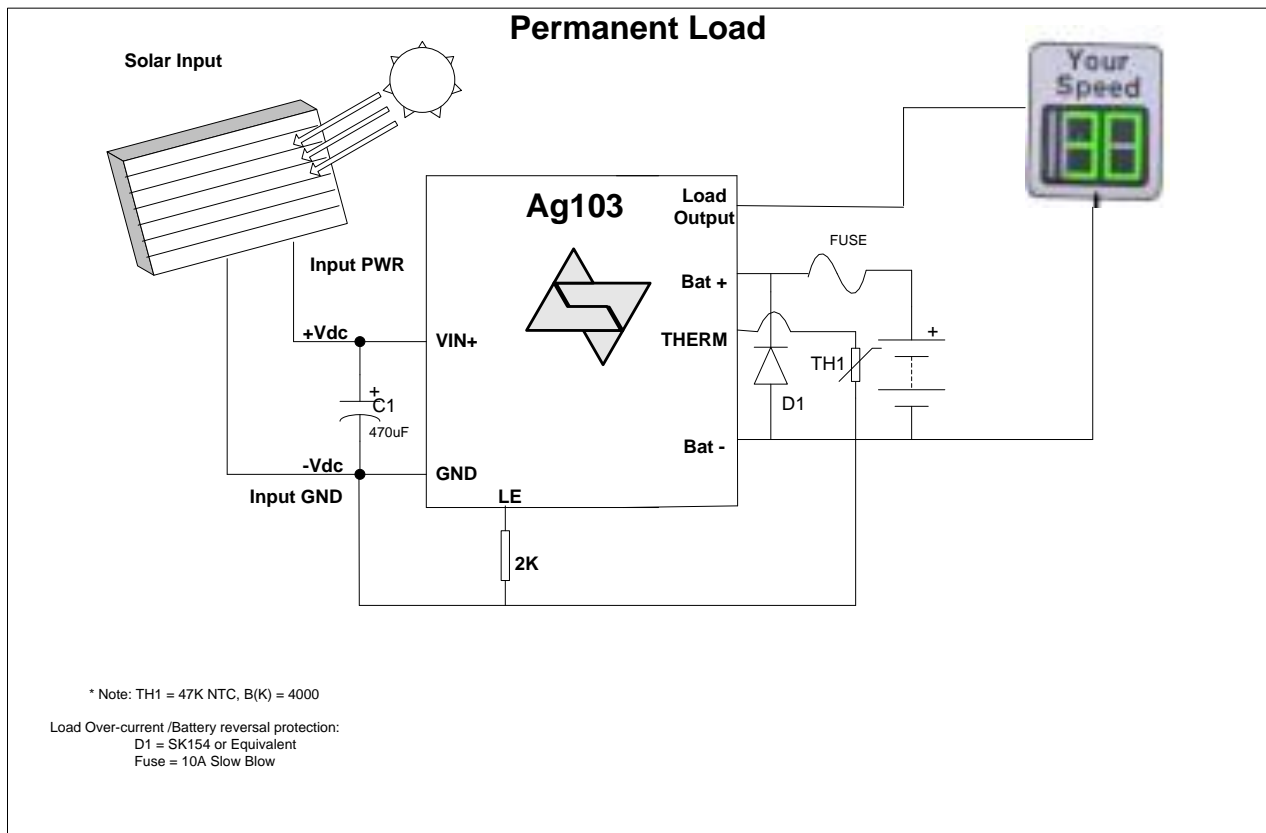 Permanent Load
Solar Input
Your
Speed
38
Ag103
Load
Output
FUSE
Input PWR
Bat +
+Vdc
VIN+
THERM
+
TH1
+
C1
470uF
D1
Bat -
-Vdc
GND
Input GND
LE
2K
* Note: TH1 = 47K NTC, B(K) = 4000
Load Over-current /Battery reversal protection:
D1 = SK154 or Equivalent
Fuse = 10A Slow Blow